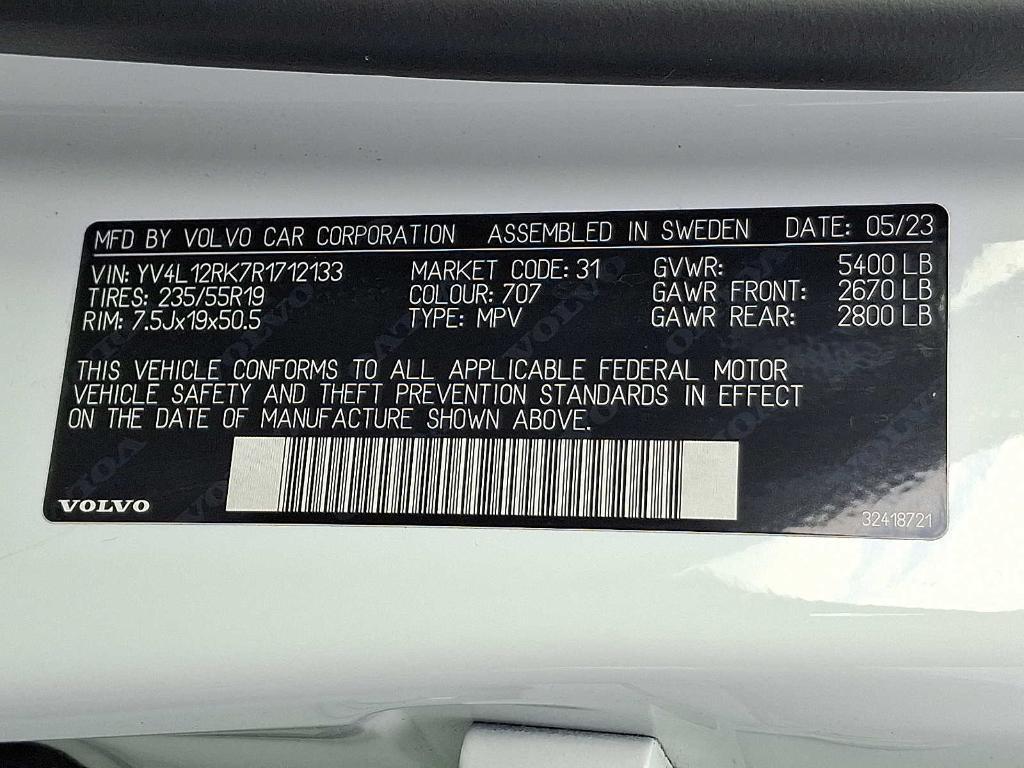 MFD BY VOLVO CAR CORPORATION ASSEMBLED IN SWEDEN DATE: 05/23
VIN: YV4L12RK7R1712133 MARKET CODE: 31 GVWR: 5400 LB
TIRES: 235/55R19 COLOUR: 707 GAWR FRONT: 2670 LB
RIM: 7.5Jx19x50.5 TYPE: MPV GAWR REAR: 2800 LB
THIS VEHICLE CONFORMS TO ALL APPLICABLE FEDERAL MOTOR
VEHICLE SAFETY AND THEFT PREVENTION STANDARDS IN EFFECT
ON THE DATE OF MANUFACTURE SHOWN ABOVE.
VOLVO
32418721